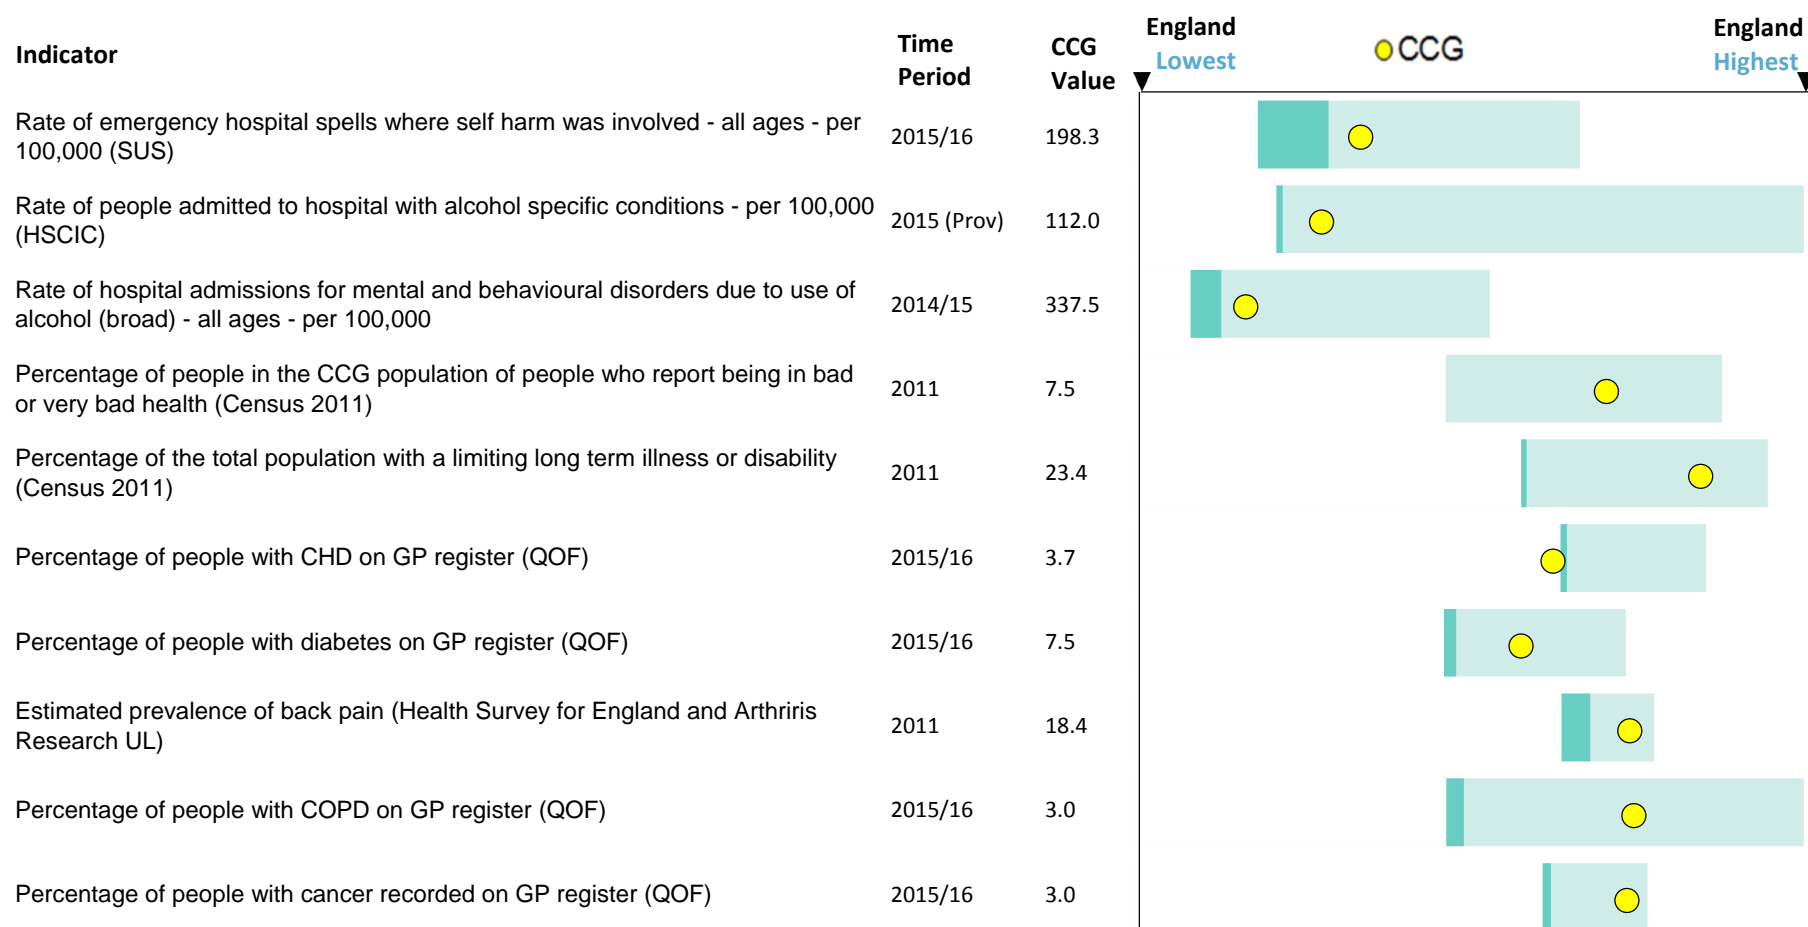 Indicator
Time
Period
CCG
Value
England
Lowest
CCG
England
Highest
Rate of emergency hospital spells where self harm was involved - all ages - per
100,000 (SUS)
2015/16
198.3
Rate of people admitted to hospital with alcohol specific conditions - per 100,000
(HSCIC)
2015 (Prov)
112.0
Rate of hospital admissions for mental and behavioural disorders due to use of
alcohol (broad) - all ages - per 100,000
2014/15
337.5
Percentage of people in the CCG population of people who report being in bad
or very bad health (Census 2011)
2011
7.5
Percentage of the total population with a limiting long term illness or disability
(Census 2011)
2011
23.4
Percentage of people with CHD on GP register (QOF)
2015/16
3.7
Percentage of people with diabetes on GP register (QOF)
2015/16
7.5
Estimated prevalence of back pain (Health Survey for England and Arthriris
Research UL)
2011
18.4
Percentage of people with COPD on GP register (QOF)
2015/16
3.0
Percentage of people with cancer recorded on GP register (QOF)
2015/16
3.0